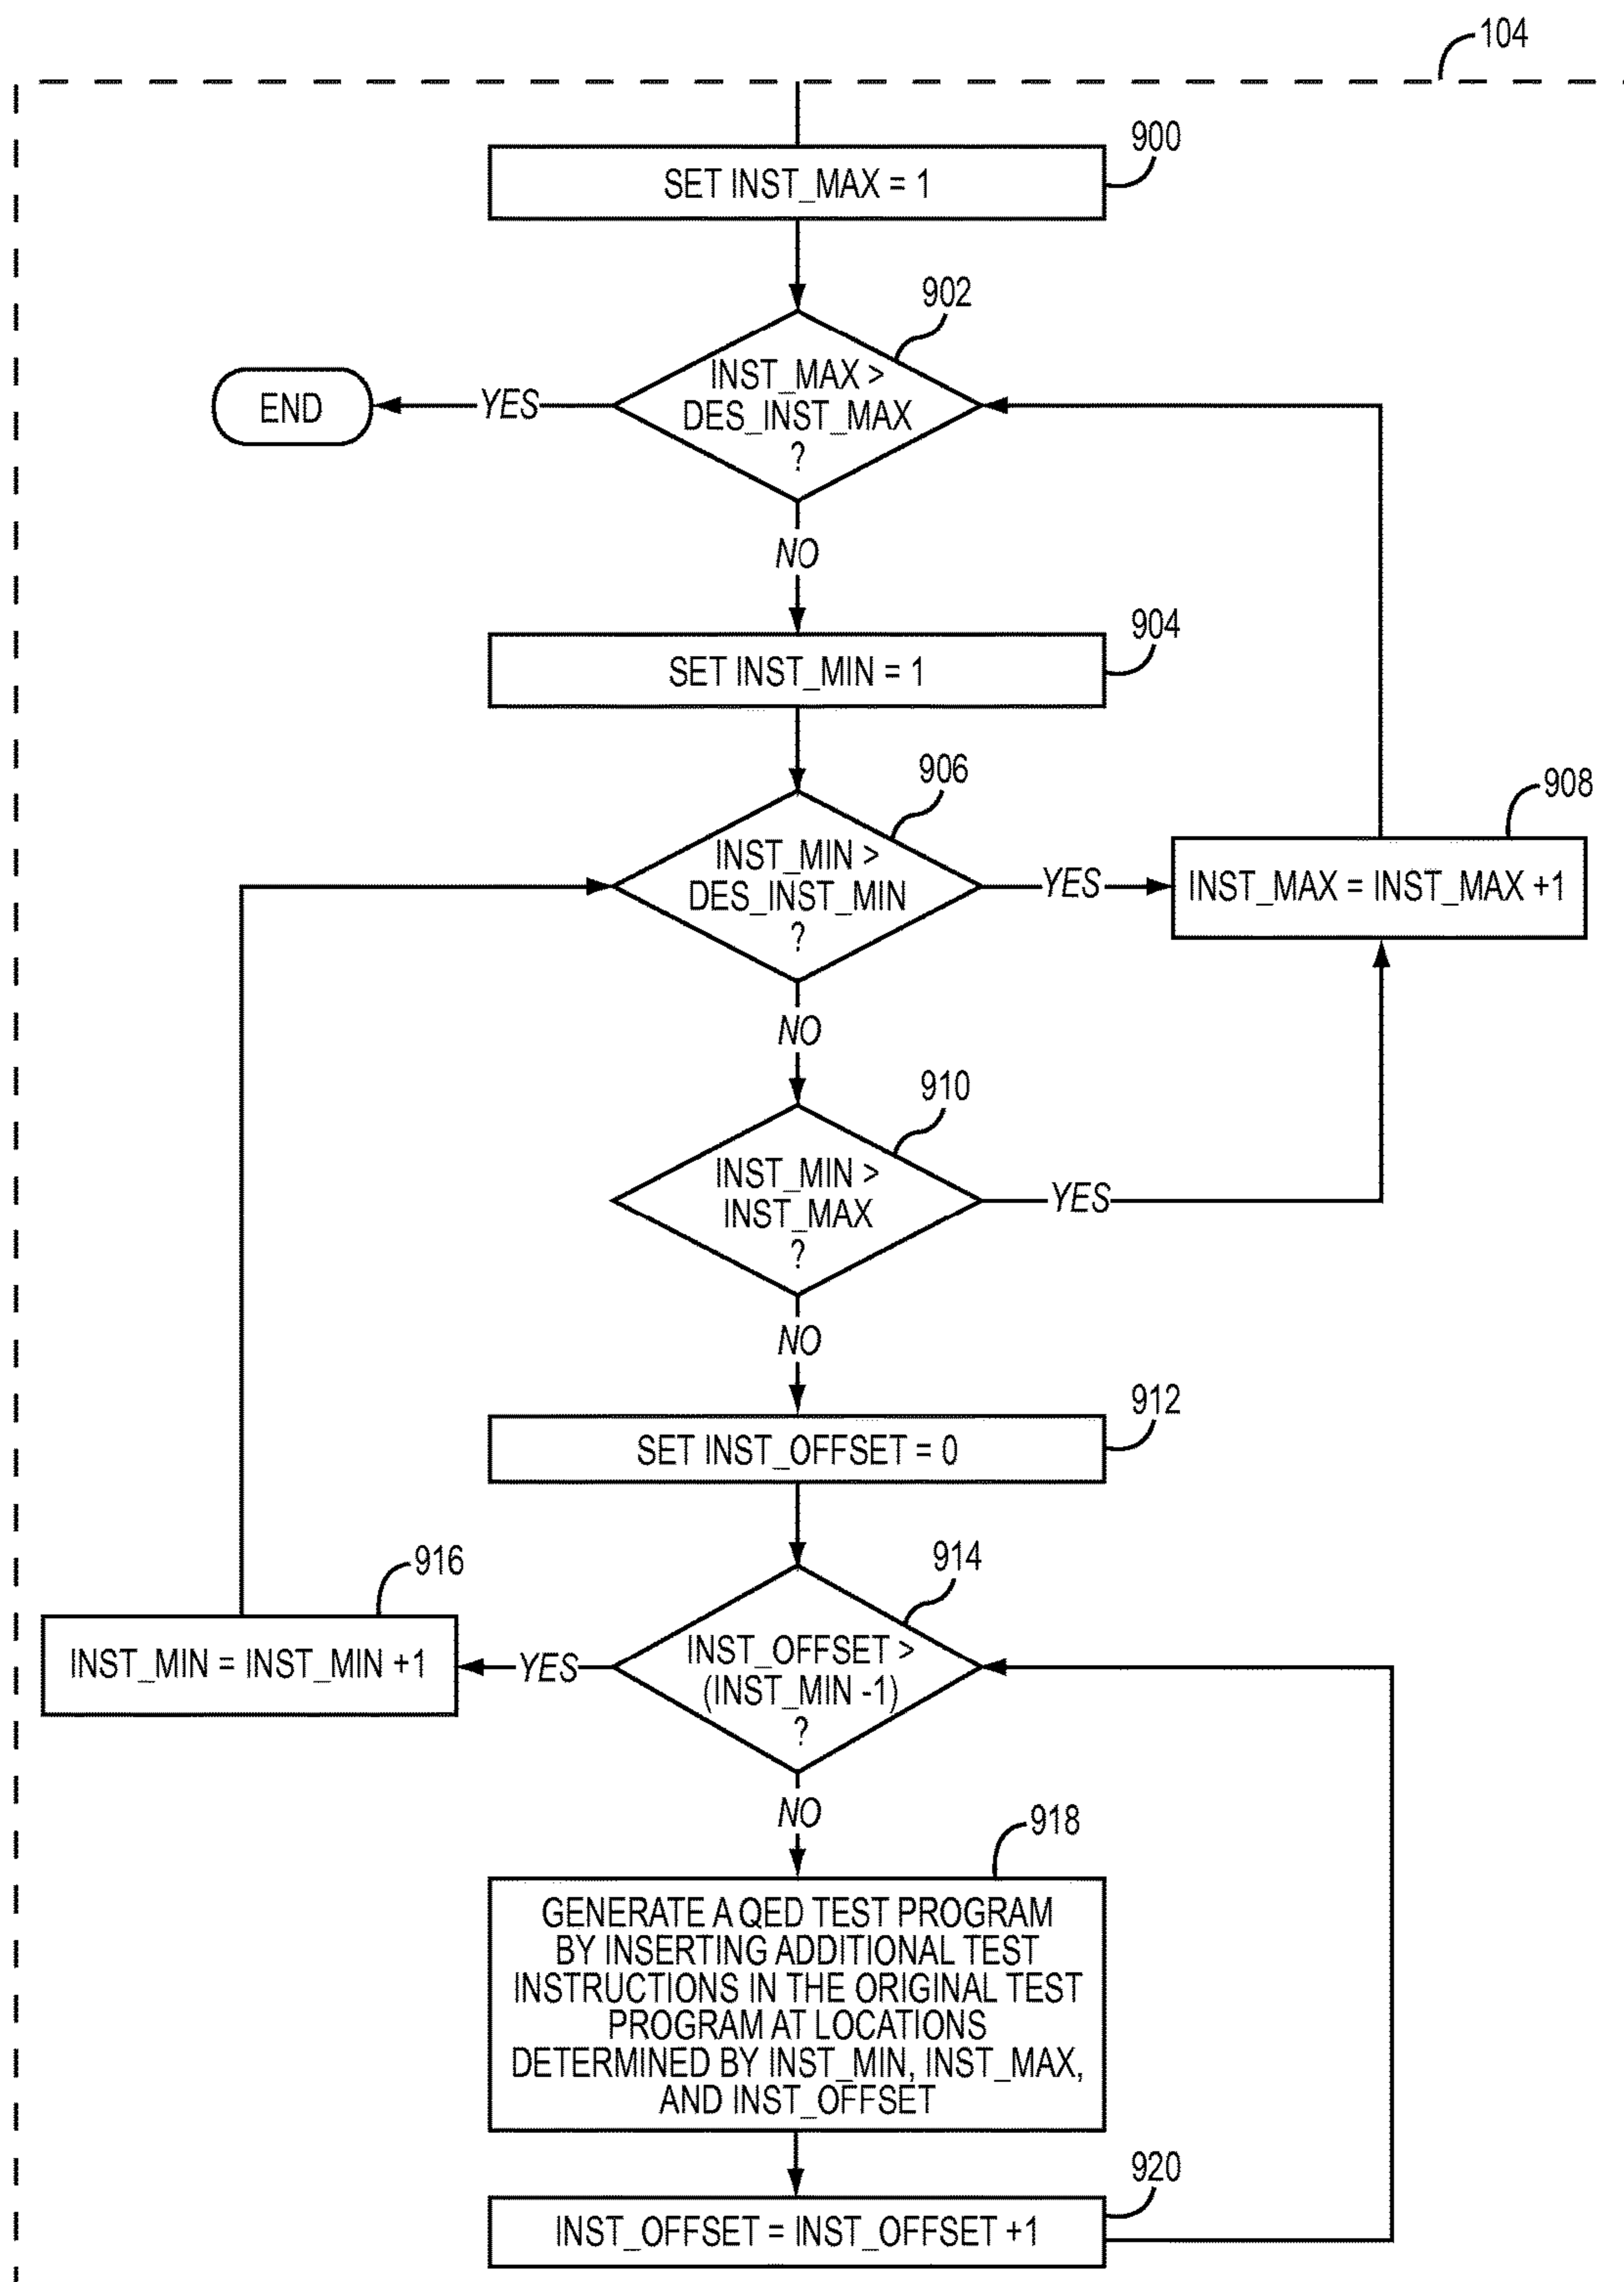 104
900
SET INST_MAX = 1
902
INST_MAX >
DES_INST_MAX
?
YES
END
NO
904
SET INST_MIN = 1
906
INST_MIN >
DES_INST_MIN
?
YES
908
INST_MAX = INST_MAX +1
NO
910
INST_MIN >
INST_MAX
?
YES
NO
912
SET INST_OFFSET = 0
914
INST_OFFSET >
(INST_MIN -1)
?
YES
916
INST_MIN = INST_MIN +1
NO
918
GENERATE A QED TEST PROGRAM
BY INSERTING ADDITIONAL TEST
INSTRUCTIONS IN THE ORIGINAL TEST
PROGRAM AT LOCATIONS
DETERMINED BY INST_MIN, INST_MAX,
AND INST_OFFSET
920
INST_OFFSET = INST_OFFSET +1